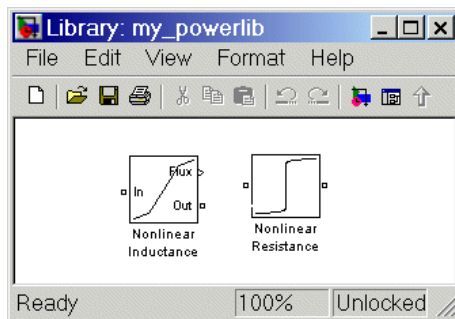 Library: my_powerlib
File Edit View Format Help
Flux
In
Out
Nonlinear
Inductance
Nonlinear
Resistance
Ready 100% Unlocked